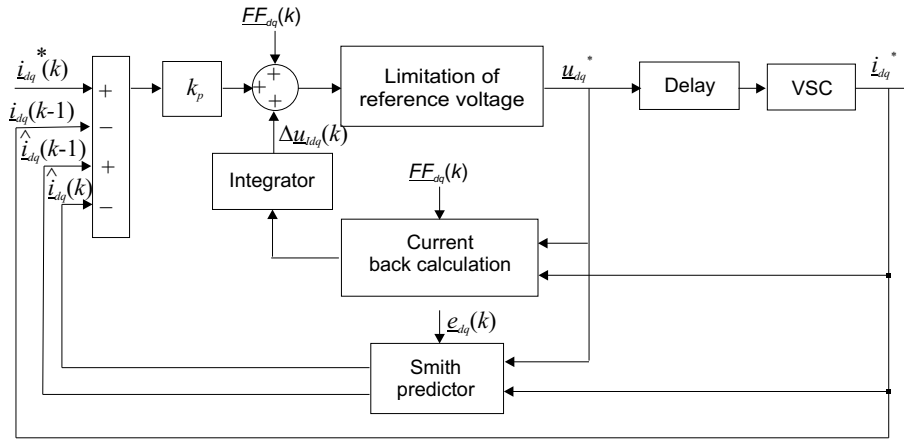 FF_dq(k)
i_dq*(k)
+
k_p
+
+
+
Limitation of
reference voltage
u_dq*
Delay
VSC
i_dq*
i_dq(k-1)
−
Δu_Idq(k)
î_dq(k-1)
+
Integrator
FF_dq(k)
î_dq(k)
−
Current
back calculation
e_dq(k)
Smith
predictor